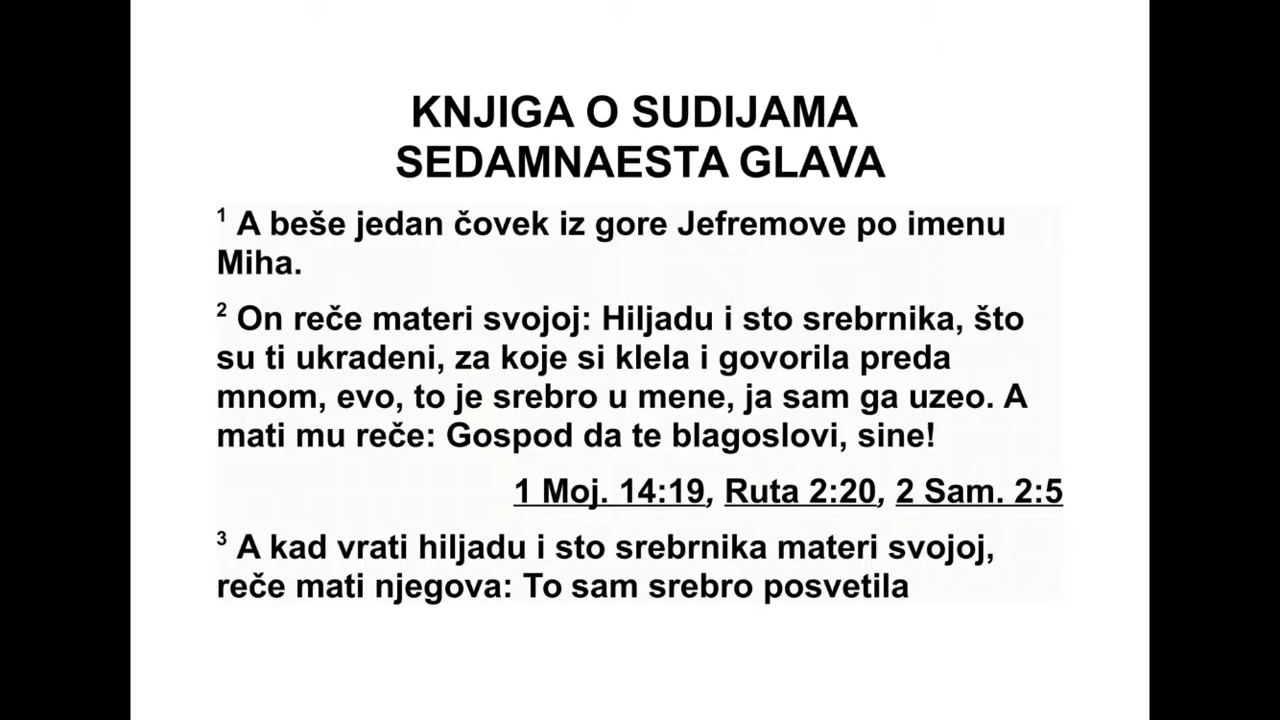 KNJIGA O SUDIJAMA
SEDAMNAESTA GLAVA
1 A beše jedan čovek iz gore Jefremove po imenu
Miha.
2 On reče materi svojoj: Hiljadu i sto srebrnika, što
su ti ukradeni, za koje si klela i govorila preda
mnom, evo, to je srebro u mene, ja sam ga uzeo. A
mati mu reče: Gospod da te blagoslovi, sine!
1 Moj. 14:19, Ruta 2:20, 2 Sam. 2:5
3 A kad vrati hiljadu i sto srebrnika materi svojoj,
reče mati njegova: To sam srebro posvetila